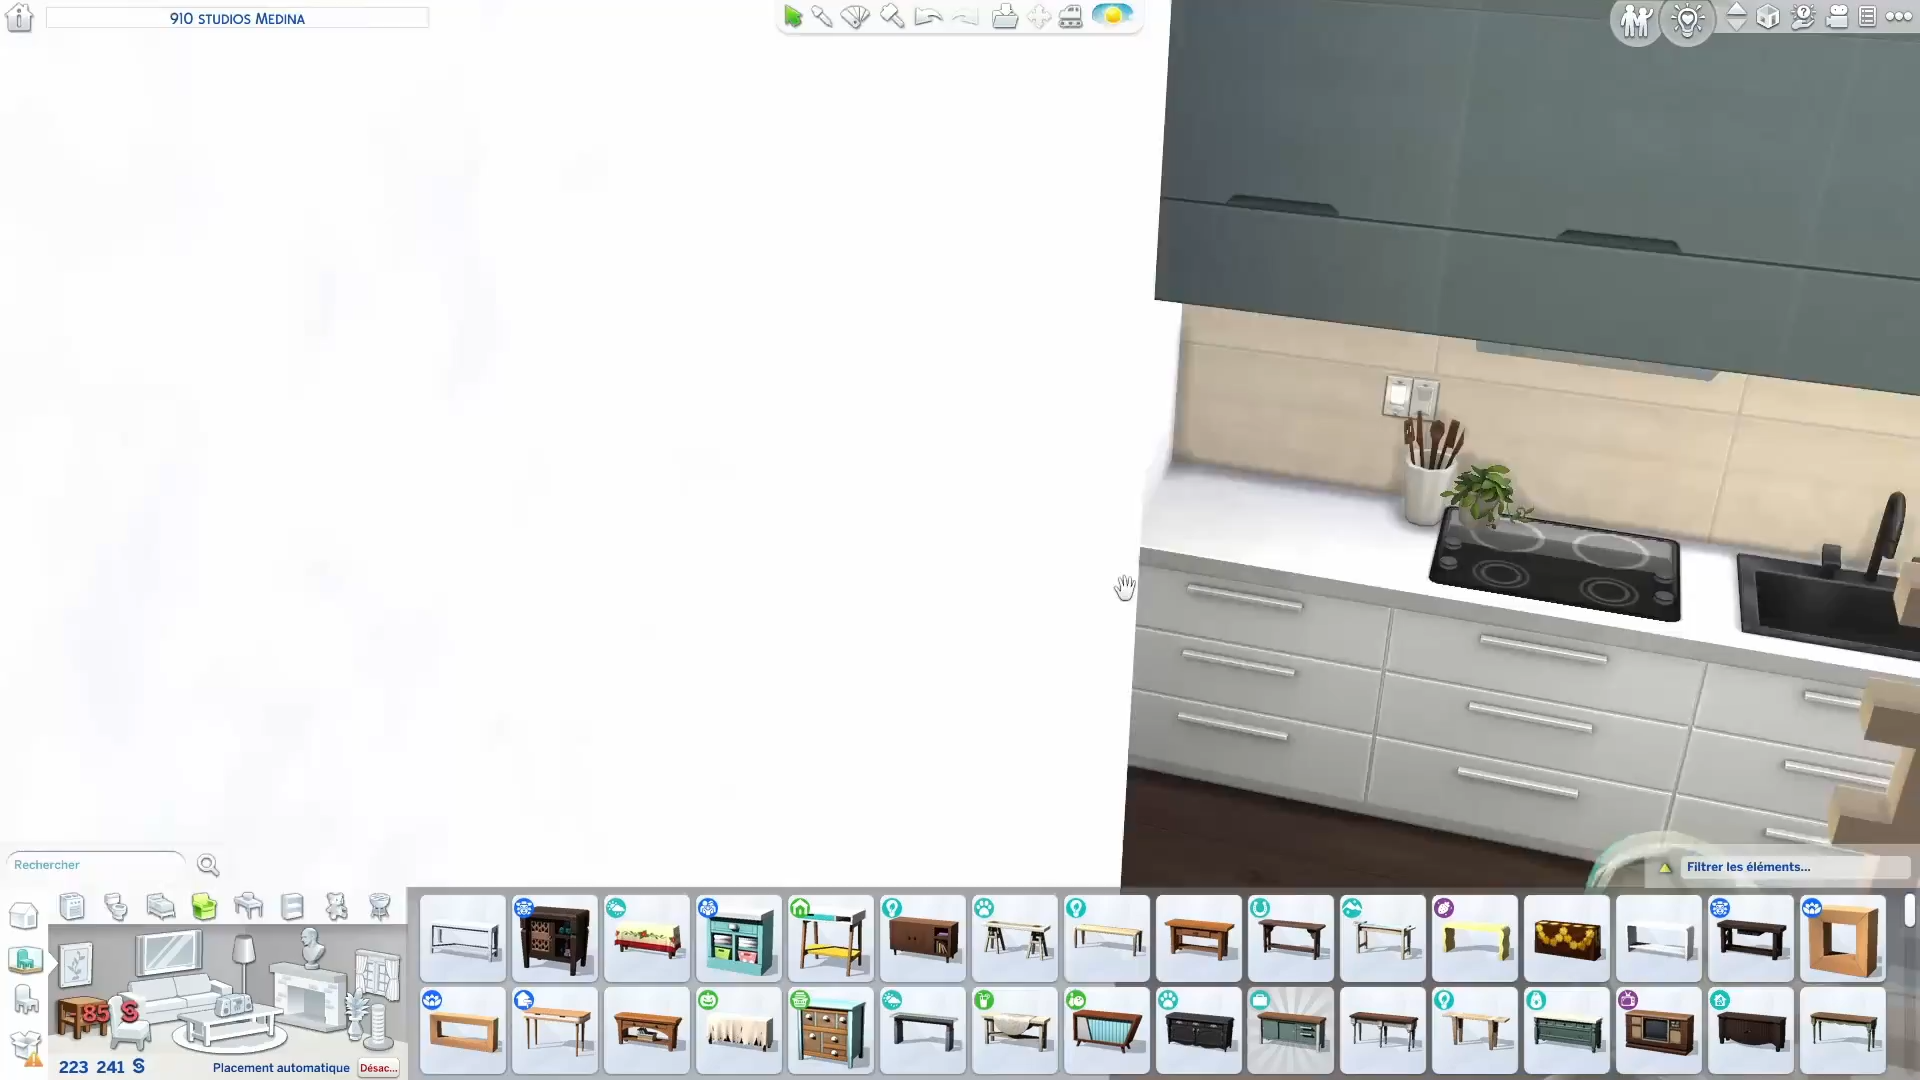 910 STUDIOS MEDINA
Rechercher
Filtrer les éléments...
85 $
223 241 $
Placement automatique
Désac...